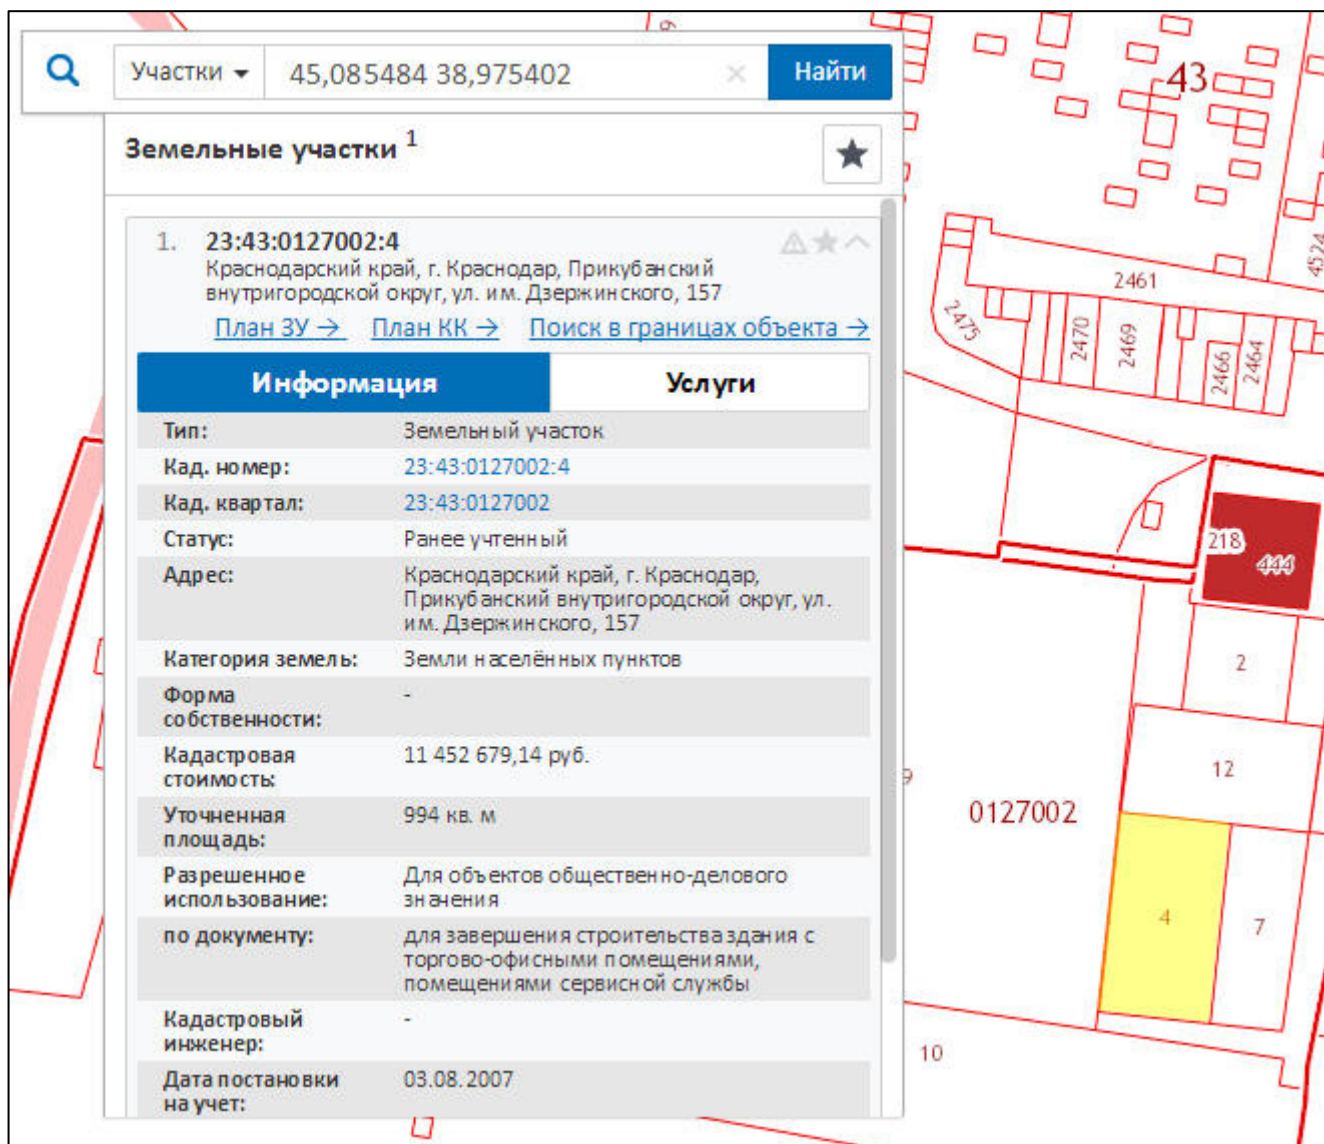 Участки 45,085484 38,975402 × Найти
Земельные участки 1
1. 23:43:0127002:4
Краснодарский край, г. Краснодар, Прикубанский
внутригородской округ, ул. им. Дзержинского, 157
План ЗУ → План КК → Поиск в границах объекта →
Информация Услуги
Тип: Земельный участок
Кад. номер: 23:43:0127002:4
Кад. квартал: 23:43:0127002
Статус: Ранее учтенный
Адрес: Краснодарский край, г. Краснодар,
Прикубанский внутригородской округ, ул.
им. Дзержинского, 157
Категория земель: Земли населённых пунктов
Форма -
собственности:
Кадастровая 11 452 679,14 руб.
стоимость:
Уточненная 994 кв. м
площадь:
Разрешенное Для объектов общественно-делового
использование: значения
по документу: для завершения строительства здания с
торгово-офисными помещениями,
помещениями сервисной службы
Кадастровый -
инженер:
Дата постановки 03.08.2007
на учет:
43
4524
2461
2475
2470
2469
2466
2464
218
444
2
12
9
0127002
4
7
10